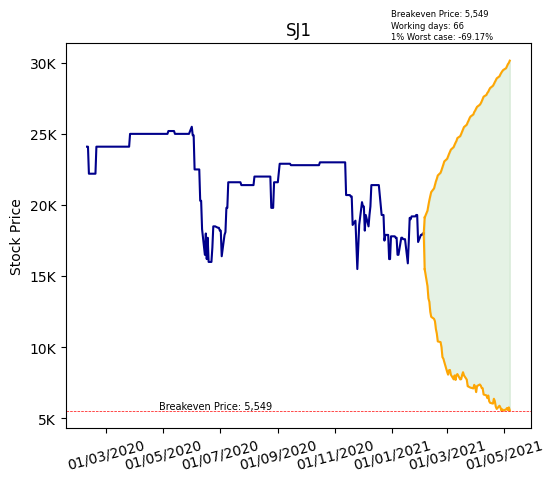 Breakeven Price: 5,549
Working days: 66
1% Worst case: -69.17%
SJ1
Stock Price
30K
25K
20K
15K
10K
5K
Breakeven Price: 5,549
01/03/2020
01/05/2020
01/07/2020
01/09/2020
01/11/2020
01/01/2021
01/03/2021
01/05/2021